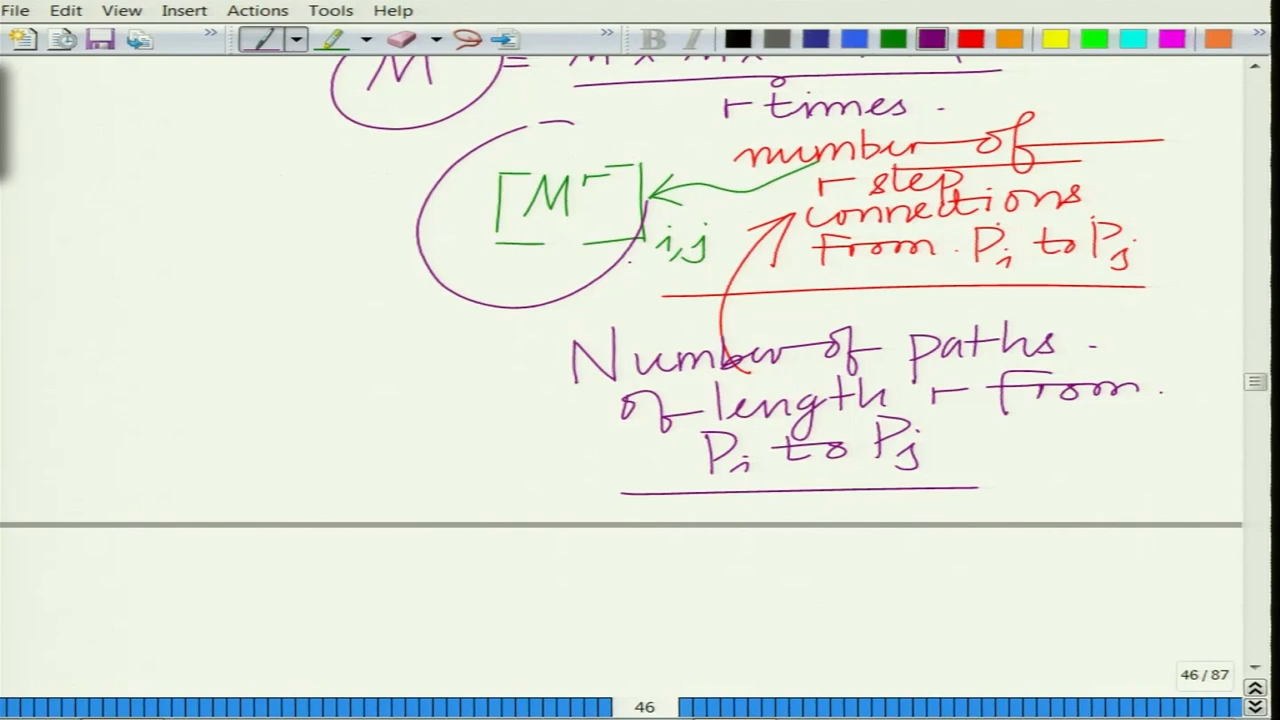 File Edit View Insert Actions Tools Help
B I
M =
r times.
number of
r step
connections
from P_i to P_j
[M^r]_{i,j}
Number of paths.
of length r from.
P_i to P_j
46 / 87
46